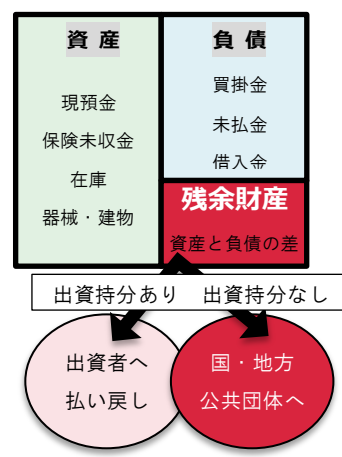 資産
現預金
保険未収金
在庫
器械・建物
負債
買掛金
未払金
借入金
残余財産
資産と負債の差
出資持分あり 出資持分なし
出資者へ
払い戻し
国・地方
公共団体へ